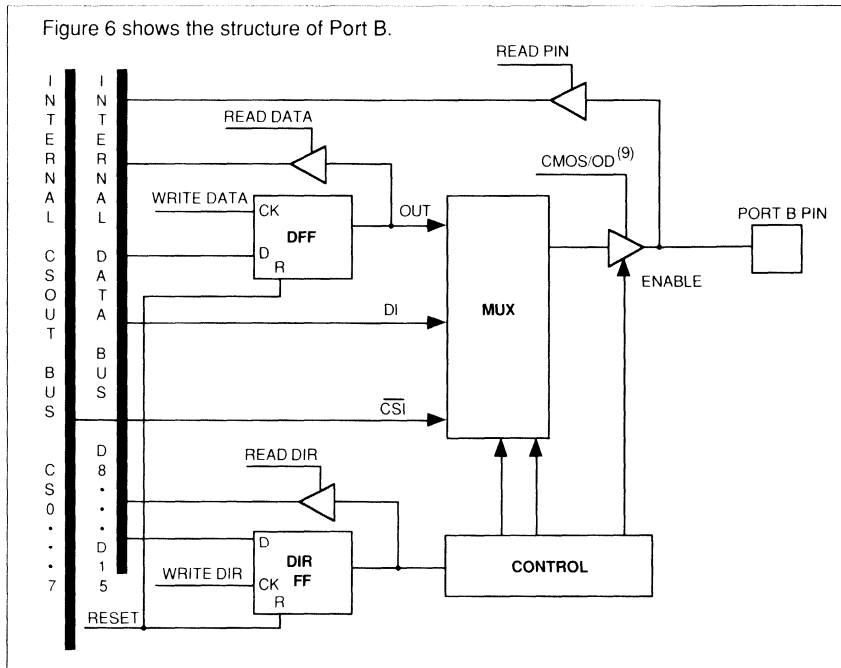 Figure 6 shows the structure of Port B.
INTERNAL CSOUT BUS CS0···7
INTERNAL DATA BUS D8····D15
READ PIN
READ DATA
CMOS/OD(9)
WRITE DATA
CK
OUT
PORT B PIN
DFF
D
R
ENABLE
DI
MUX
CSI
READ DIR
D
DIR
FF
CONTROL
WRITE DIR
CK
R
RESET